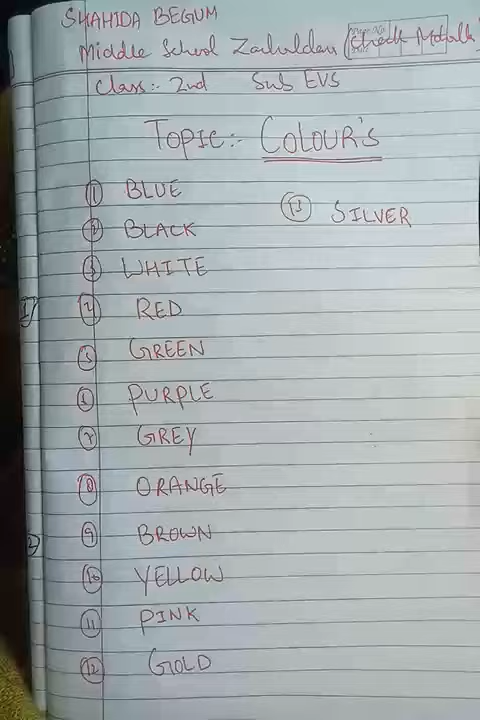 SHAHIDA BEGUM
Middle School
Class:- 2nd Sub EVS
Topic:- COLOUR'S
1 BLUE
2 BLACK
3 WHITE
4 RED
5 GREEN
6 PURPLE
7 GREY
8 ORANGE
9 BROWN
10 YELLOW
11 PINK
12 GOLD
13 SILVER